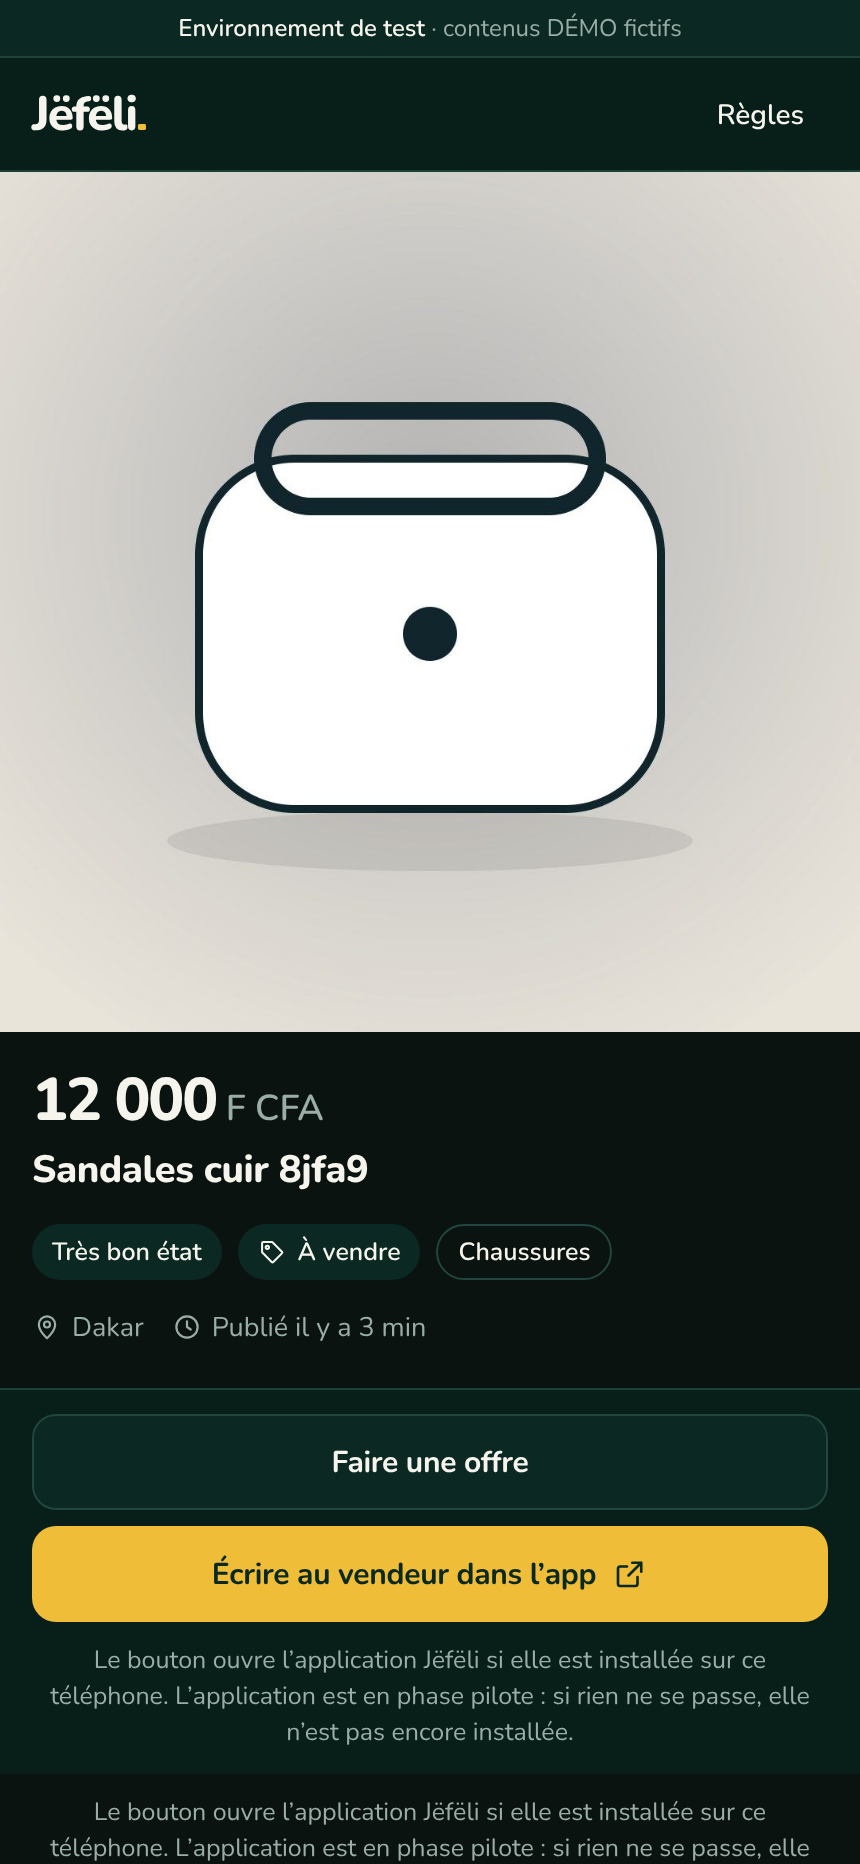 Environnement de test · contenus DÉMO fictifs
Jëfëli.
Règles
12 000 F CFA
Sandales cuir 8jfa9
Très bon état
À vendre
Chaussures
Dakar
Publié il y a 3 min
Faire une offre
Écrire au vendeur dans l’app
Le bouton ouvre l’application Jëfëli si elle est installée sur ce
téléphone. L’application est en phase pilote : si rien ne se passe, elle
n’est pas encore installée.
Le bouton ouvre l’application Jëfëli si elle est installée sur ce
téléphone. L’application est en phase pilote : si rien ne se passe, elle